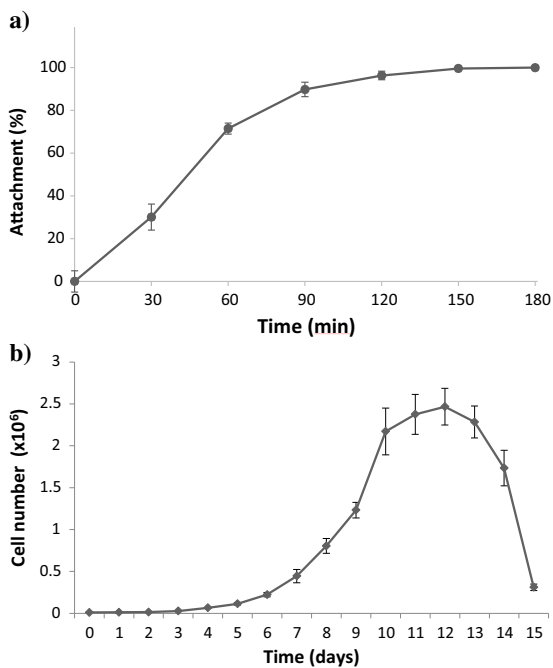 a)
100
80
60
40
20
0
Attachment (%)
0 30 60 90 120 150 180
Time (min)
b)
3
2.5
2
1.5
1
0.5
0
Cell number (x10⁶)
0 1 2 3 4 5 6 7 8 9 10 11 12 13 14 15
Time (days)